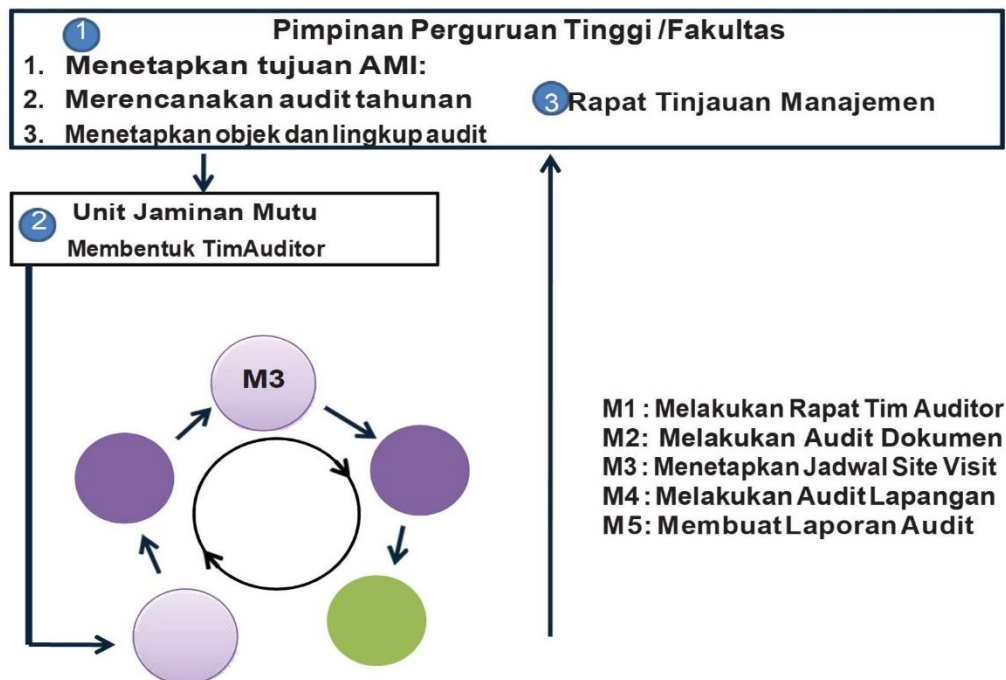 1 Pimpinan Perguruan Tinggi /Fakultas
1. Menetapkan tujuan AMI:
2. Merencanakan audit tahunan
3. Menetapkan objek dan lingkup audit
3 Rapat Tinjauan Manajemen
2 Unit Jaminan Mutu
Membentuk TimAuditor
M3
M1 : Melakukan Rapat Tim Auditor
M2: Melakukan Audit Dokumen
M3: Menetapkan Jadwal Site Visit
M4: Melakukan Audit Lapangan
M5: Membuat Laporan Audit